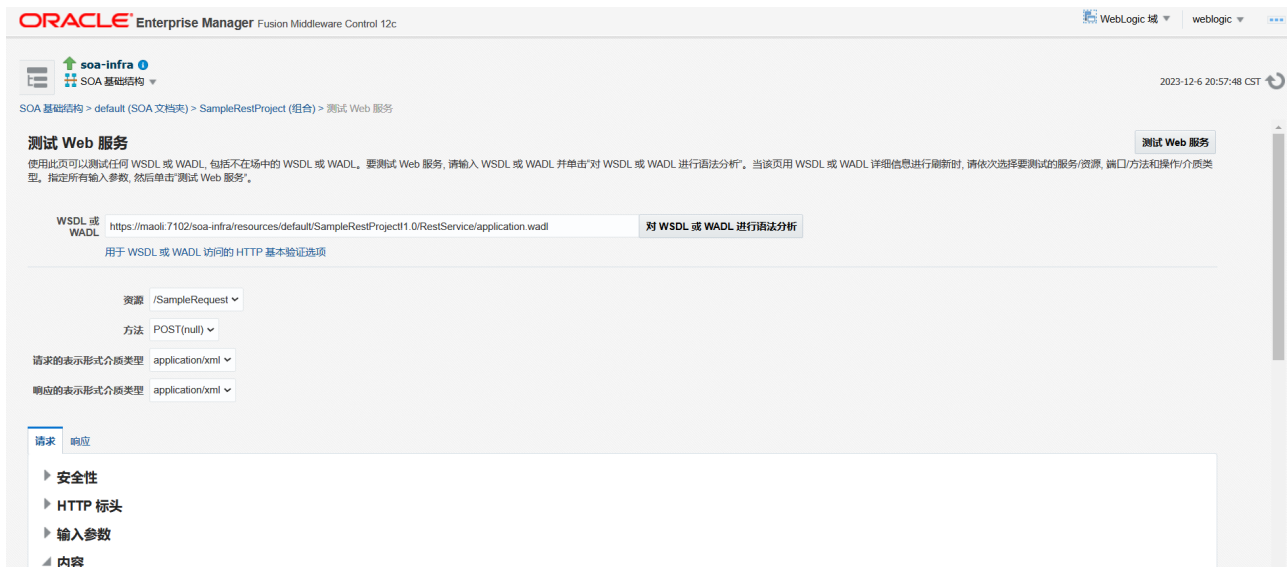 ORACLE Enterprise Manager Fusion Middleware Control 12c
WebLogic 域 weblogic
soa-infra
SOA 基础结构
2023-12-6 20:57:48 CST
SOA 基础结构 > default (SOA 文档夹) > SampleRestProject (组合) > 测试 Web 服务
测试 Web 服务
测试 Web 服务
使用此页可以测试任何 WSDL 或 WADL, 包括不在场中的 WSDL 或 WADL。要测试 Web 服务, 请输入 WSDL 或 WADL 并单击"对 WSDL 或 WADL 进行语法分析"。当该页用 WSDL 或 WADL 详细信息进行刷新时, 请依次选择要测试的服务/资源, 端口/方法和操作/介质类
型。指定所有输入参数, 然后单击"测试 Web 服务"。
WSDL 或
WADL
https://maoli:7102/soa-infra/resources/default/SampleRestProject!1.0/RestService/application.wadl
对 WSDL 或 WADL 进行语法分析
用于 WSDL 或 WADL 访问的 HTTP 基本验证选项
资源 /SampleRequest
方法 POST(null)
请求的表示形式介质类型 application/xml
响应的表示形式介质类型 application/xml
请求 响应
安全性
HTTP 标头
输入参数
内容